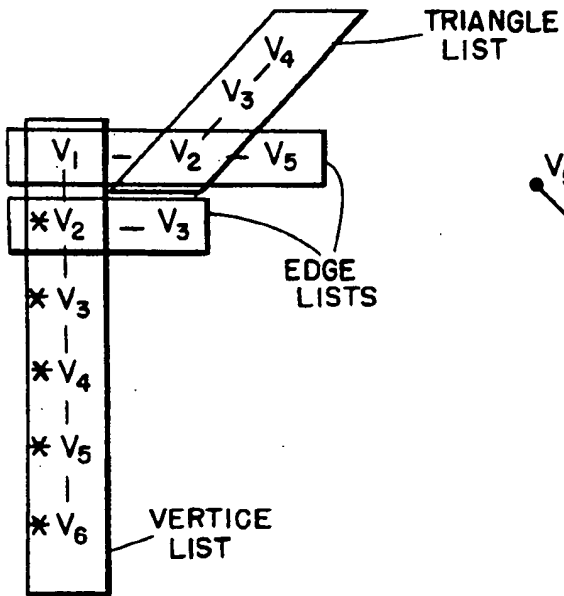 TRIANGLE
LIST
V₄
V₃
V₁ — V₂ — V₅
* V₂ — V₃
EDGE
LISTS
* V₃
* V₄
* V₅
* V₆
VERTICE
LIST